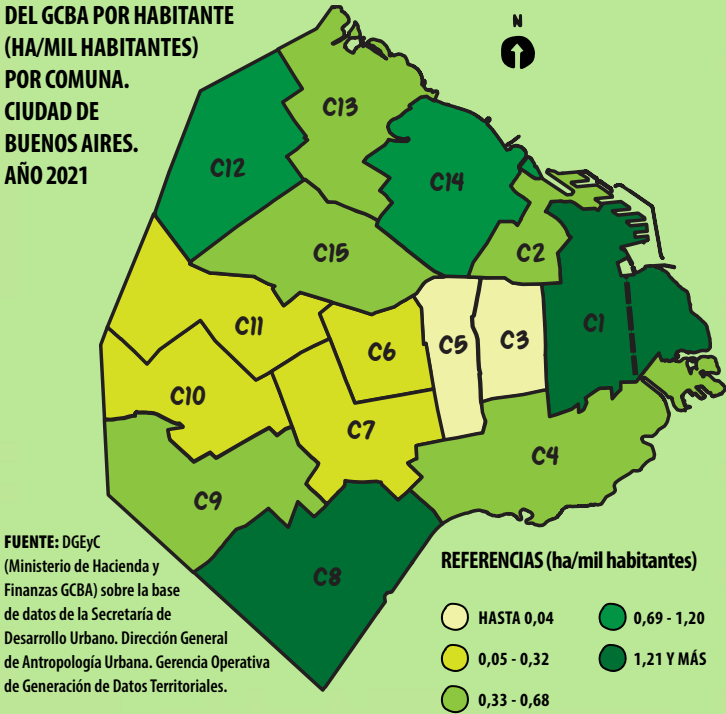 DEL GCBA POR HABITANTE
(HA/MIL HABITANTES)
POR COMUNA.
CIUDAD DE
BUENOS AIRES.
AÑO 2021
N
C13
C12
C14
C15
C2
C11
C1
C5
C3
C6
C10
C7
C4
C9
C8
FUENTE: DGEyC
(Ministerio de Hacienda y
Finanzas GCBA) sobre la base
de datos de la Secretaría de
Desarrollo Urbano. Dirección General
de Antropología Urbana. Gerencia Operativa
de Generación de Datos Territoriales.
REFERENCIAS (ha/mil habitantes)
HASTA 0,04
0,05 - 0,32
0,33 - 0,68
0,69 - 1,20
1,21 Y MÁS